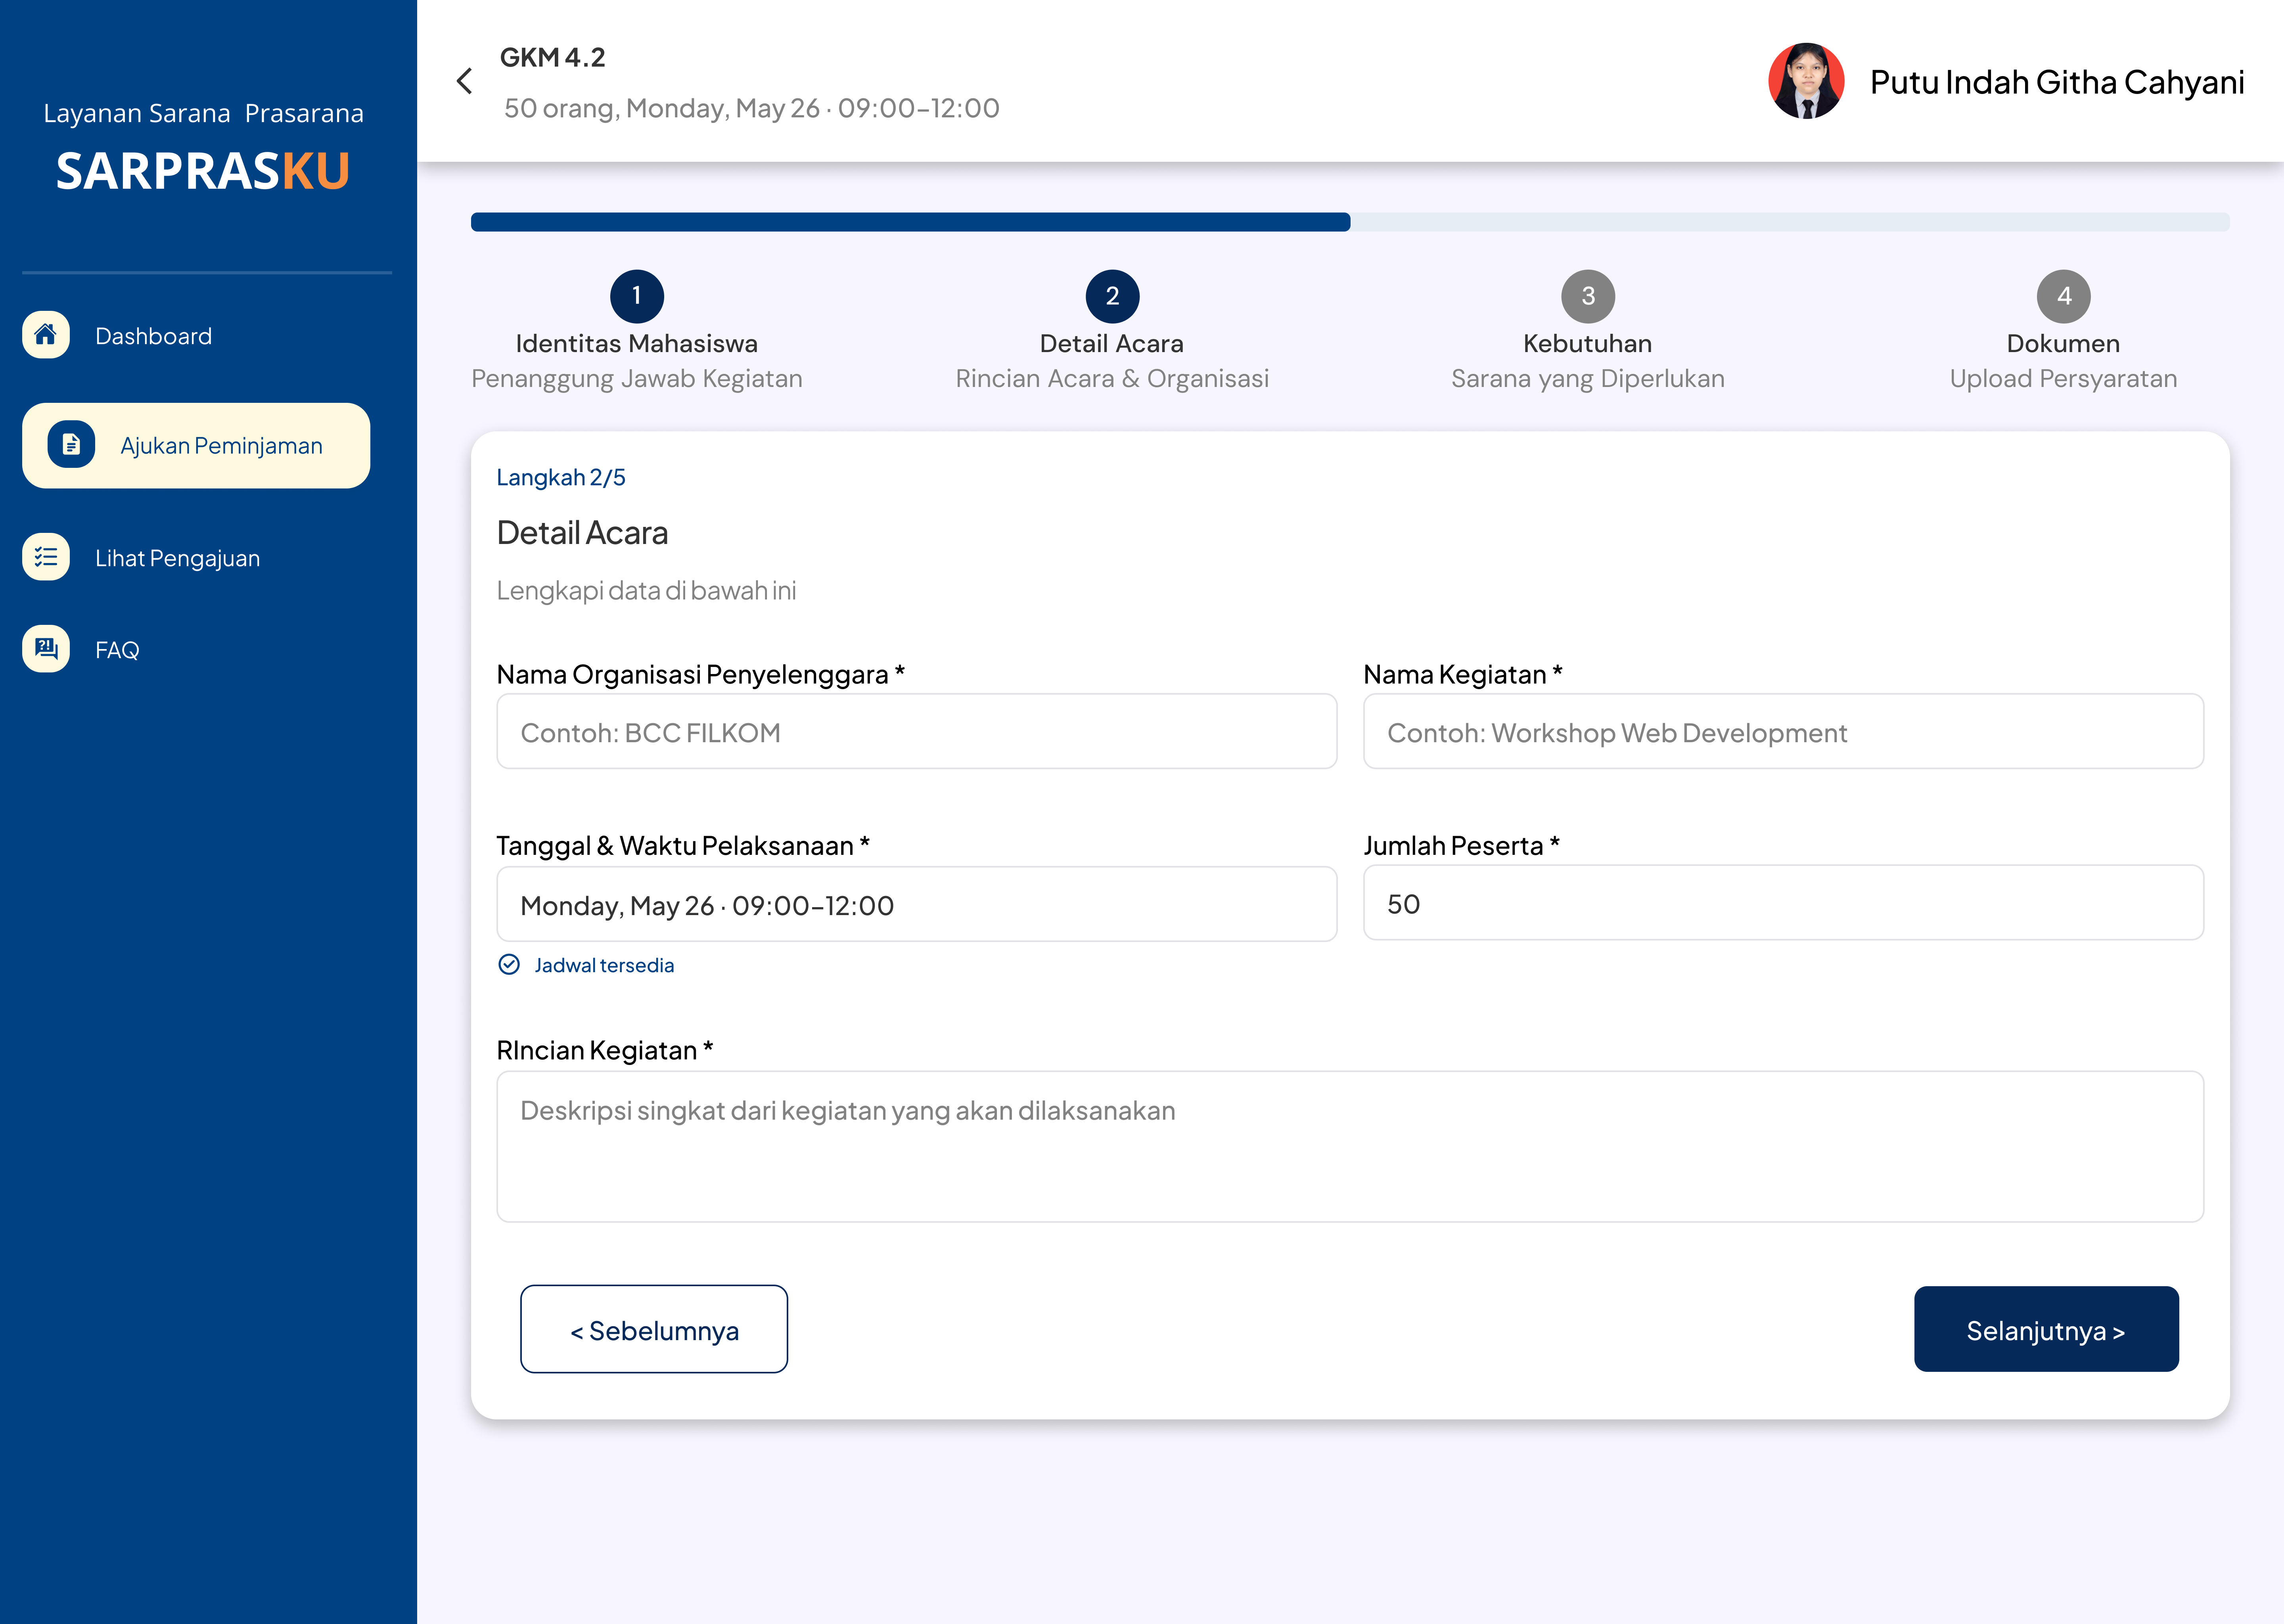 Layanan Sarana Prasarana
SARPRASKU
Dashboard
Ajukan Peminjaman
Lihat Pengajuan
FAQ
GKM 4.2
50 orang, Monday, May 26 · 09:00–12:00
Putu Indah Githa Cahyani
1
Identitas Mahasiswa
Penanggung Jawab Kegiatan
2
Detail Acara
Rincian Acara & Organisasi
3
Kebutuhan
Sarana yang Diperlukan
4
Dokumen
Upload Persyaratan
Langkah 2/5
Detail Acara
Lengkapi data di bawah ini
Nama Organisasi Penyelenggara *
Contoh: BCC FILKOM
Nama Kegiatan *
Contoh: Workshop Web Development
Tanggal & Waktu Pelaksanaan *
Monday, May 26 · 09:00–12:00
Jadwal tersedia
Jumlah Peserta *
50
RIncian Kegiatan *
Deskripsi singkat dari kegiatan yang akan dilaksanakan
< Sebelumnya
Selanjutnya >